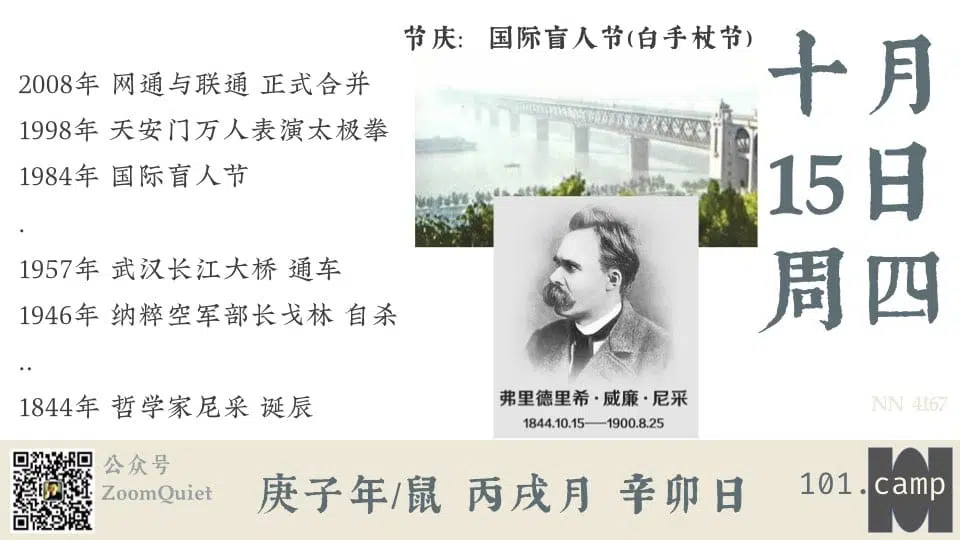 节庆: 国际盲人节(白手杖节)
2008年 网通与联通 正式合并
1998年 天安门万人表演太极拳
1984年 国际盲人节
.
1957年 武汉长江大桥 通车
1946年 纳粹空军部长戈林 自杀
..
1844年 哲学家尼采 诞辰
弗里德里希·威廉·尼采
1844.10.15——1900.8.25
十月
15日
周四
NN 4167
公众号
ZoomQuiet
庚子年/鼠 丙戌月 辛卯日
101.camp